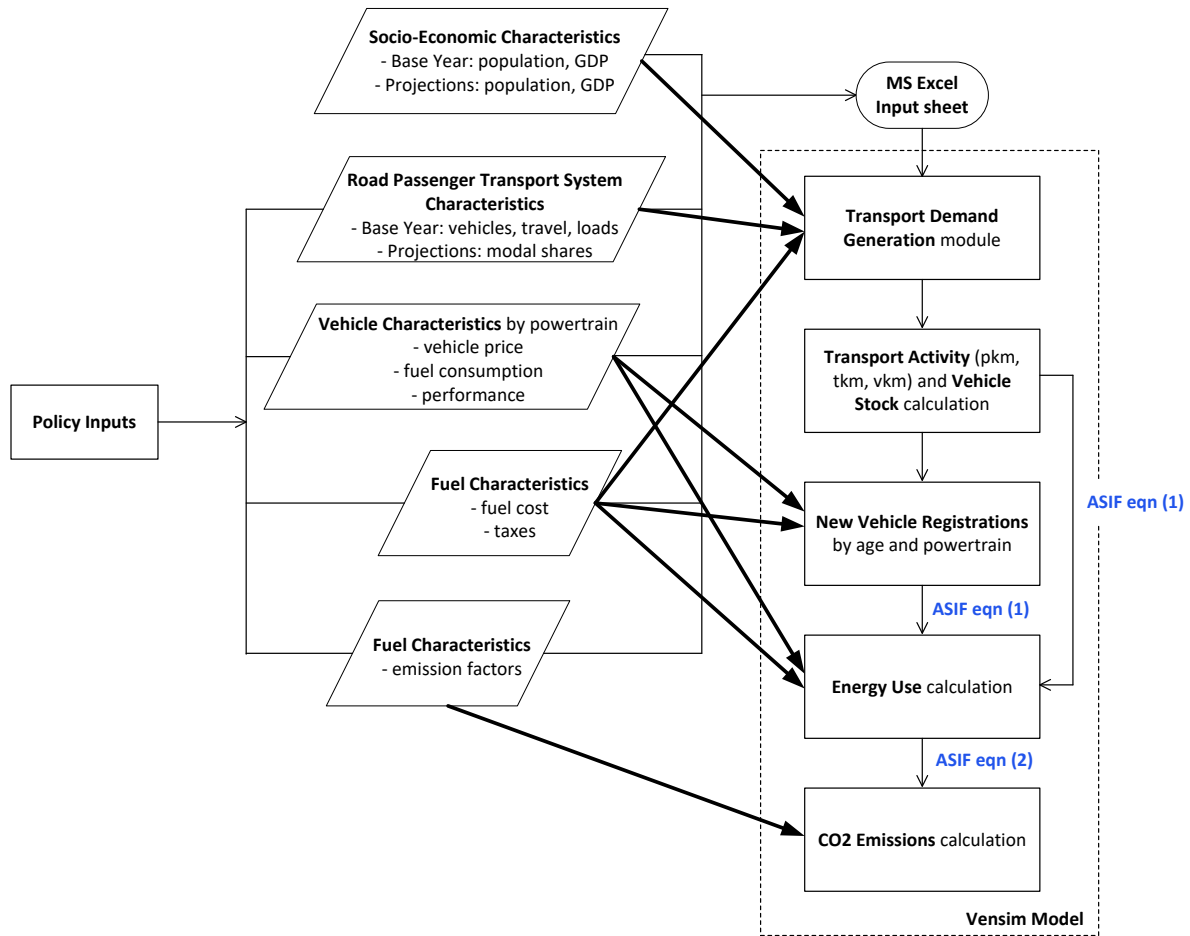 Socio-Economic Characteristics
- Base Year: population, GDP
- Projections: population, GDP
MS Excel
Input sheet
Road Passenger Transport System
Characteristics
- Base Year: vehicles, travel, loads
- Projections: modal shares
Transport Demand
Generation module
Vehicle Characteristics by powertrain
- vehicle price
- fuel consumption
- performance
Transport Activity (pkm,
tkm, vkm) and Vehicle
Stock calculation
Policy Inputs
Fuel Characteristics
- fuel cost
- taxes
New Vehicle Registrations
by age and powertrain
ASIF eqn (1)
ASIF eqn (1)
Fuel Characteristics
- emission factors
Energy Use calculation
ASIF eqn (2)
CO2 Emissions calculation
Vensim Model